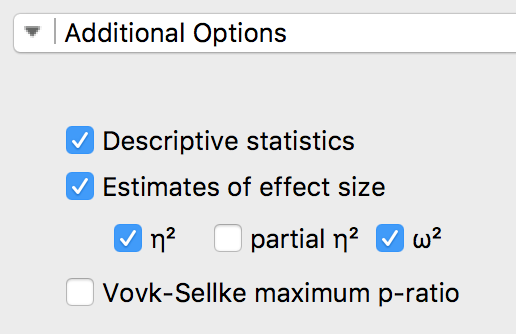 Additional Options
Descriptive statistics
Estimates of effect size
η² partial η² ω²
Vovk-Sellke maximum p-ratio